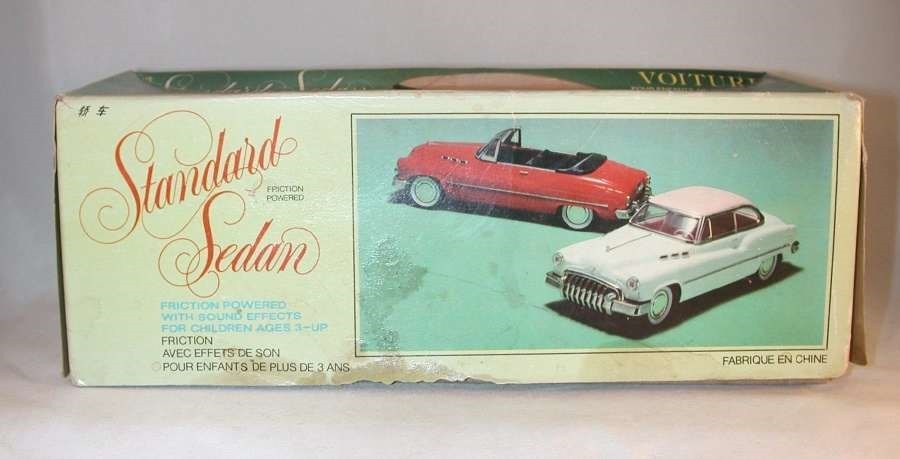 VOITURE
轿车
Standard
Sedan
FRICTION
POWERED
FRICTION POWERED
WITH SOUND EFFECTS
FOR CHILDREN AGES 3-UP
FRICTION
AVEC EFFETS DE SON
POUR ENFANTS DE PLUS DE 3 ANS
FABRIQUE EN CHINE